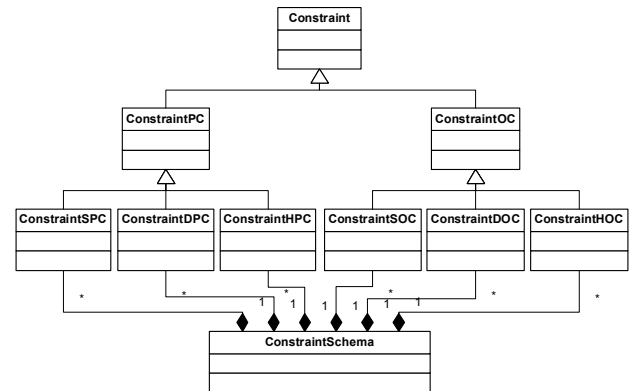 Constraint
ConstraintPC
ConstraintOC
ConstraintSPC
ConstraintDPC
ConstraintHPC
ConstraintSOC
ConstraintDOC
ConstraintHOC
* * * * * *
1 1 1 1 1 1
ConstraintSchema